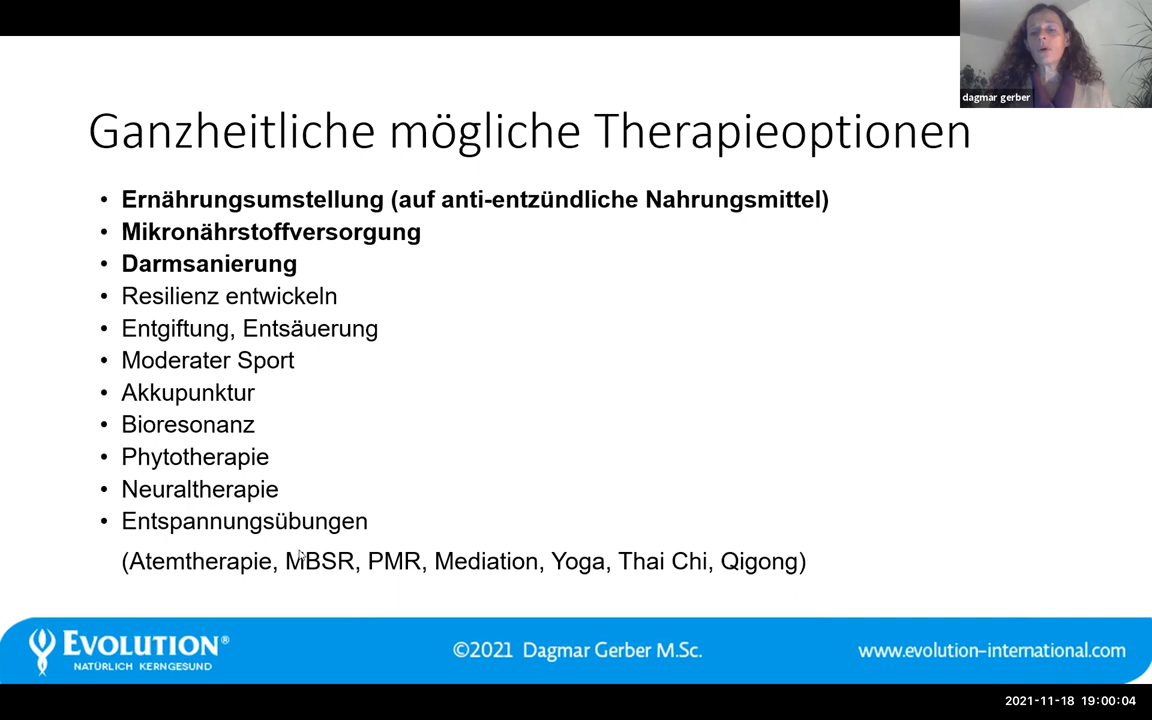 dagmar gerber
Ganzheitliche mögliche Therapieoptionen
• Ernährungsumstellung (auf anti-entzündliche Nahrungsmittel)
• Mikronährstoffversorgung
• Darmsanierung
• Resilienz entwickeln
• Entgiftung, Entsäuerung
• Moderater Sport
• Akkupunktur
• Bioresonanz
• Phytotherapie
• Neuraltherapie
• Entspannungsübungen
(Atemtherapie, MBSR, PMR, Mediation, Yoga, Thai Chi, Qigong)
EVOLUTION®
NATÜRLICH KERNGESUND
©2021 Dagmar Gerber M.Sc.
www.evolution-international.com
2021-11-18 19:00:04